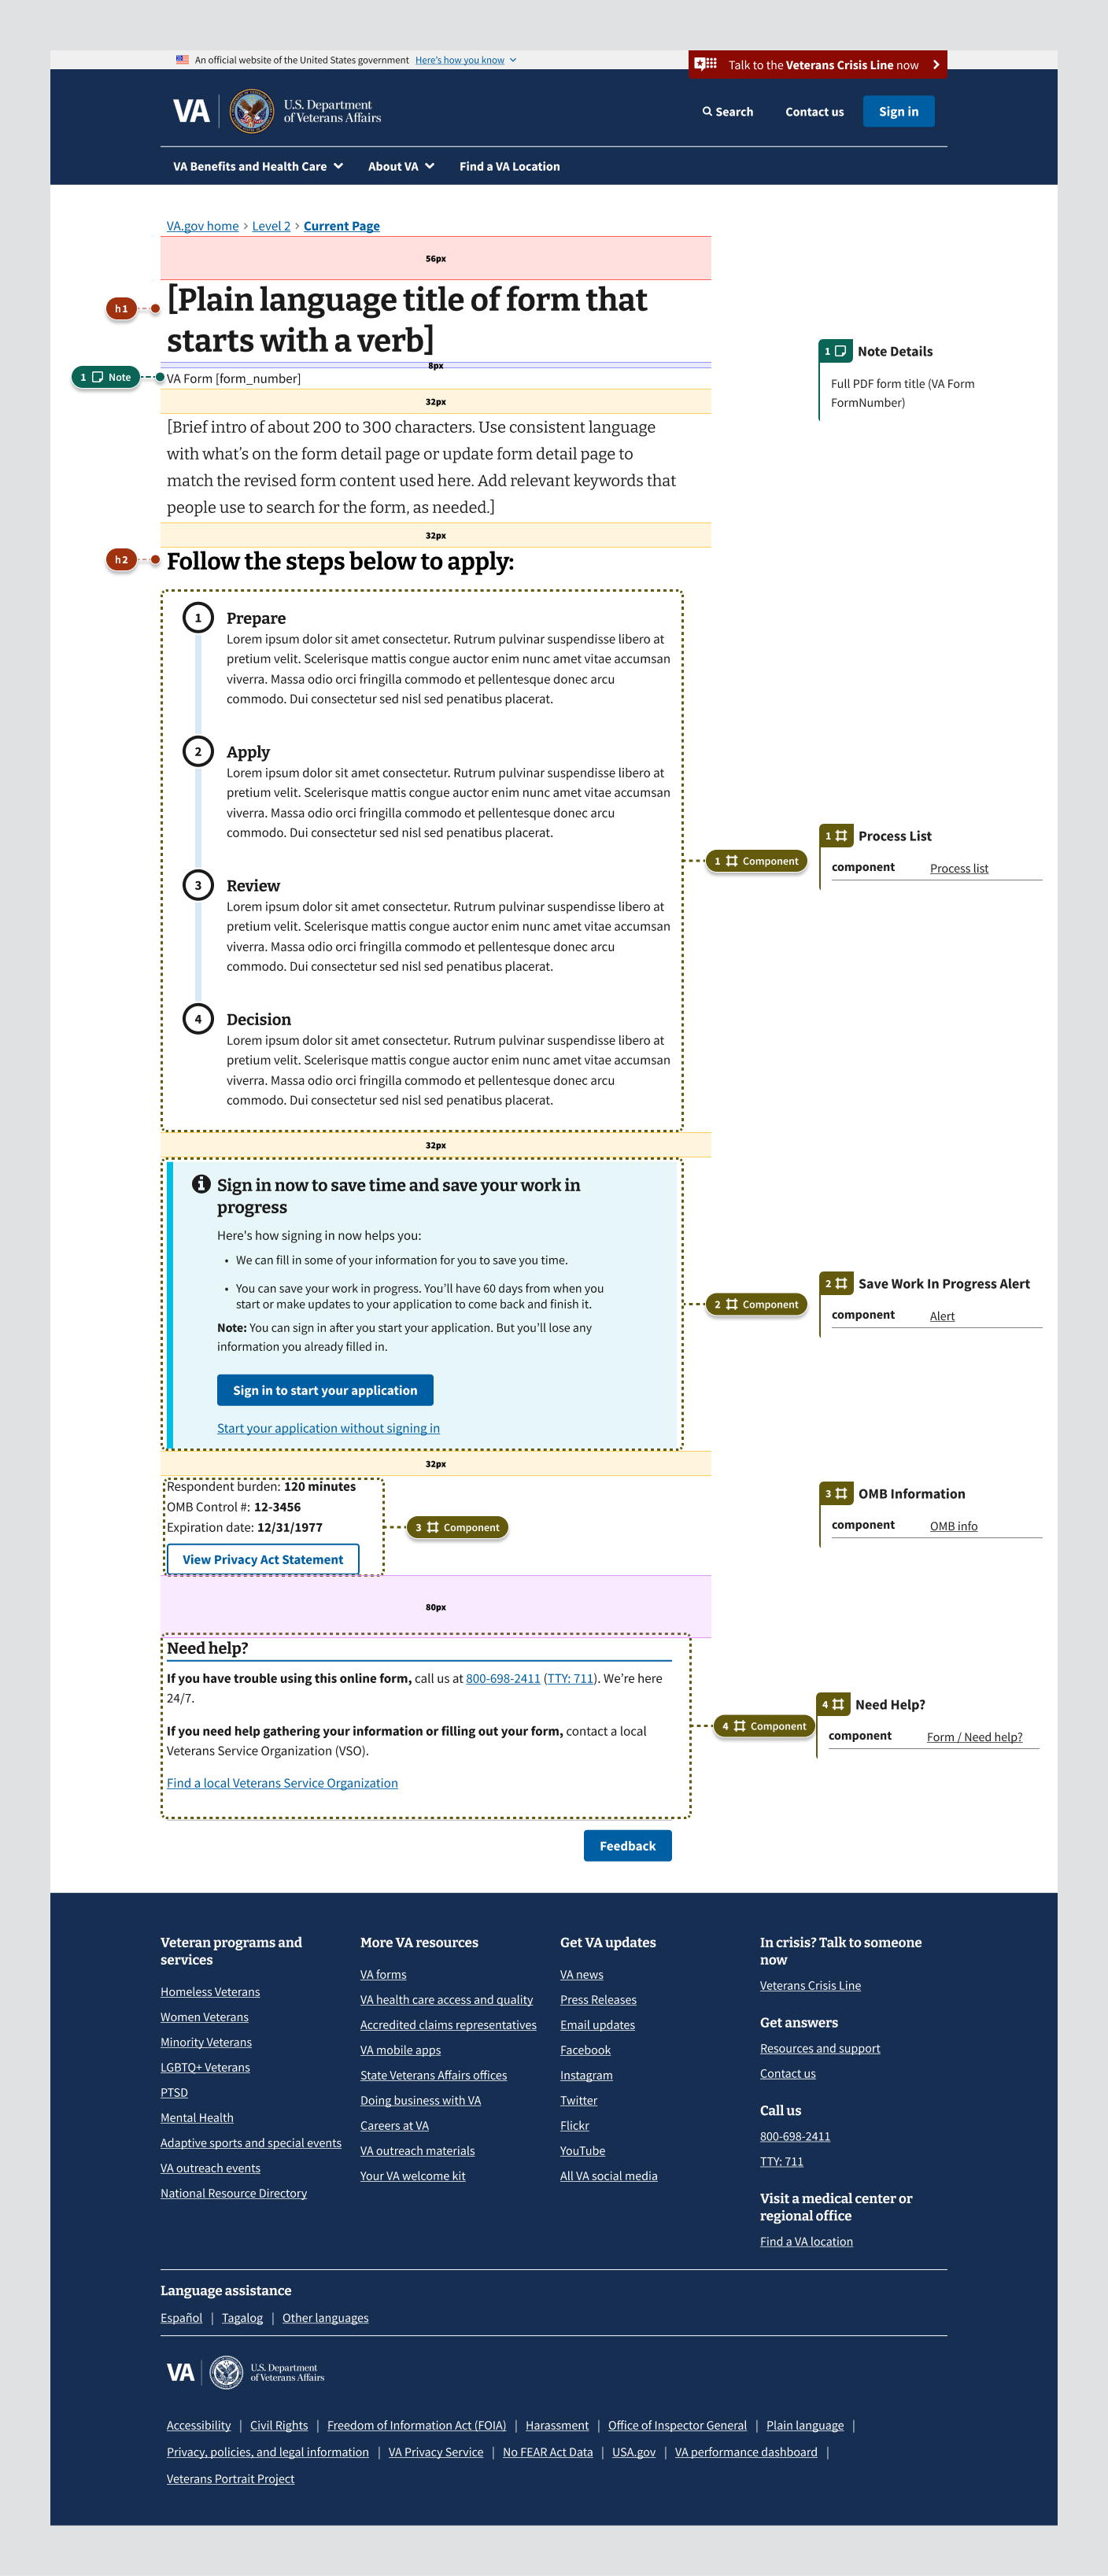 An official website of the United States government Here's how you know
Talk to the Veterans Crisis Line now
VA U.S. Department
of Veterans Affairs
Search Contact us Sign in
VA Benefits and Health Care About VA Find a VA Location
VA.gov home › Level 2 › Current Page
56px
h1
[Plain language title of form that
starts with a verb]
8px
1 Note
VA Form [form_number]
1 Note Details
Full PDF form title (VA Form
FormNumber)
32px
[Brief intro of about 200 to 300 characters. Use consistent language
with what's on the form detail page or update form detail page to
match the revised form content used here. Add relevant keywords that
people use to search for the form, as needed.]
32px
h2
Follow the steps below to apply:
1 Prepare
Lorem ipsum dolor sit amet consectetur. Rutrum pulvinar suspendisse libero at
pretium velit. Scelerisque mattis congue auctor enim nunc amet vitae accumsan
viverra. Massa odio orci fringilla commodo et pellentesque donec arcu
commodo. Dui consectetur sed nisl sed penatibus placerat.
2 Apply
Lorem ipsum dolor sit amet consectetur. Rutrum pulvinar suspendisse libero at
pretium velit. Scelerisque mattis congue auctor enim nunc amet vitae accumsan
viverra. Massa odio orci fringilla commodo et pellentesque donec arcu
commodo. Dui consectetur sed nisl sed penatibus placerat.
3 Review
Lorem ipsum dolor sit amet consectetur. Rutrum pulvinar suspendisse libero at
pretium velit. Scelerisque mattis congue auctor enim nunc amet vitae accumsan
viverra. Massa odio orci fringilla commodo et pellentesque donec arcu
commodo. Dui consectetur sed nisl sed penatibus placerat.
4 Decision
Lorem ipsum dolor sit amet consectetur. Rutrum pulvinar suspendisse libero at
pretium velit. Scelerisque mattis congue auctor enim nunc amet vitae accumsan
viverra. Massa odio orci fringilla commodo et pellentesque donec arcu
commodo. Dui consectetur sed nisl sed penatibus placerat.
1 Component
1 Process List
component Process list
32px
Sign in now to save time and save your work in
progress
Here's how signing in now helps you:
• We can fill in some of your information for you to save you time.
• You can save your work in progress. You'll have 60 days from when you
start or make updates to your application to come back and finish it.
Note: You can sign in after you start your application. But you'll lose any
information you already filled in.
Sign in to start your application
Start your application without signing in
2 Component
2 Save Work In Progress Alert
component Alert
32px
Respondent burden: 120 minutes
OMB Control #: 12-3456
Expiration date: 12/31/1977
View Privacy Act Statement
3 Component
3 OMB Information
component OMB info
80px
Need help?
If you have trouble using this online form, call us at 800-698-2411 (TTY: 711). We're here
24/7.
If you need help gathering your information or filling out your form, contact a local
Veterans Service Organization (VSO).
Find a local Veterans Service Organization
4 Component
4 Need Help?
component Form / Need help?
Feedback
Veteran programs and
services
Homeless Veterans
Women Veterans
Minority Veterans
LGBTQ+ Veterans
PTSD
Mental Health
Adaptive sports and special events
VA outreach events
National Resource Directory
More VA resources
VA forms
VA health care access and quality
Accredited claims representatives
VA mobile apps
State Veterans Affairs offices
Doing business with VA
Careers at VA
VA outreach materials
Your VA welcome kit
Get VA updates
VA news
Press Releases
Email updates
Facebook
Instagram
Twitter
Flickr
YouTube
All VA social media
In crisis? Talk to someone
now
Veterans Crisis Line
Get answers
Resources and support
Contact us
Call us
800-698-2411
TTY: 711
Visit a medical center or
regional office
Find a VA location
Language assistance
Español | Tagalog | Other languages
VA U.S. Department
of Veterans Affairs
Accessibility | Civil Rights | Freedom of Information Act (FOIA) | Harassment | Office of Inspector General | Plain language |
Privacy, policies, and legal information | VA Privacy Service | No FEAR Act Data | USA.gov | VA performance dashboard |
Veterans Portrait Project